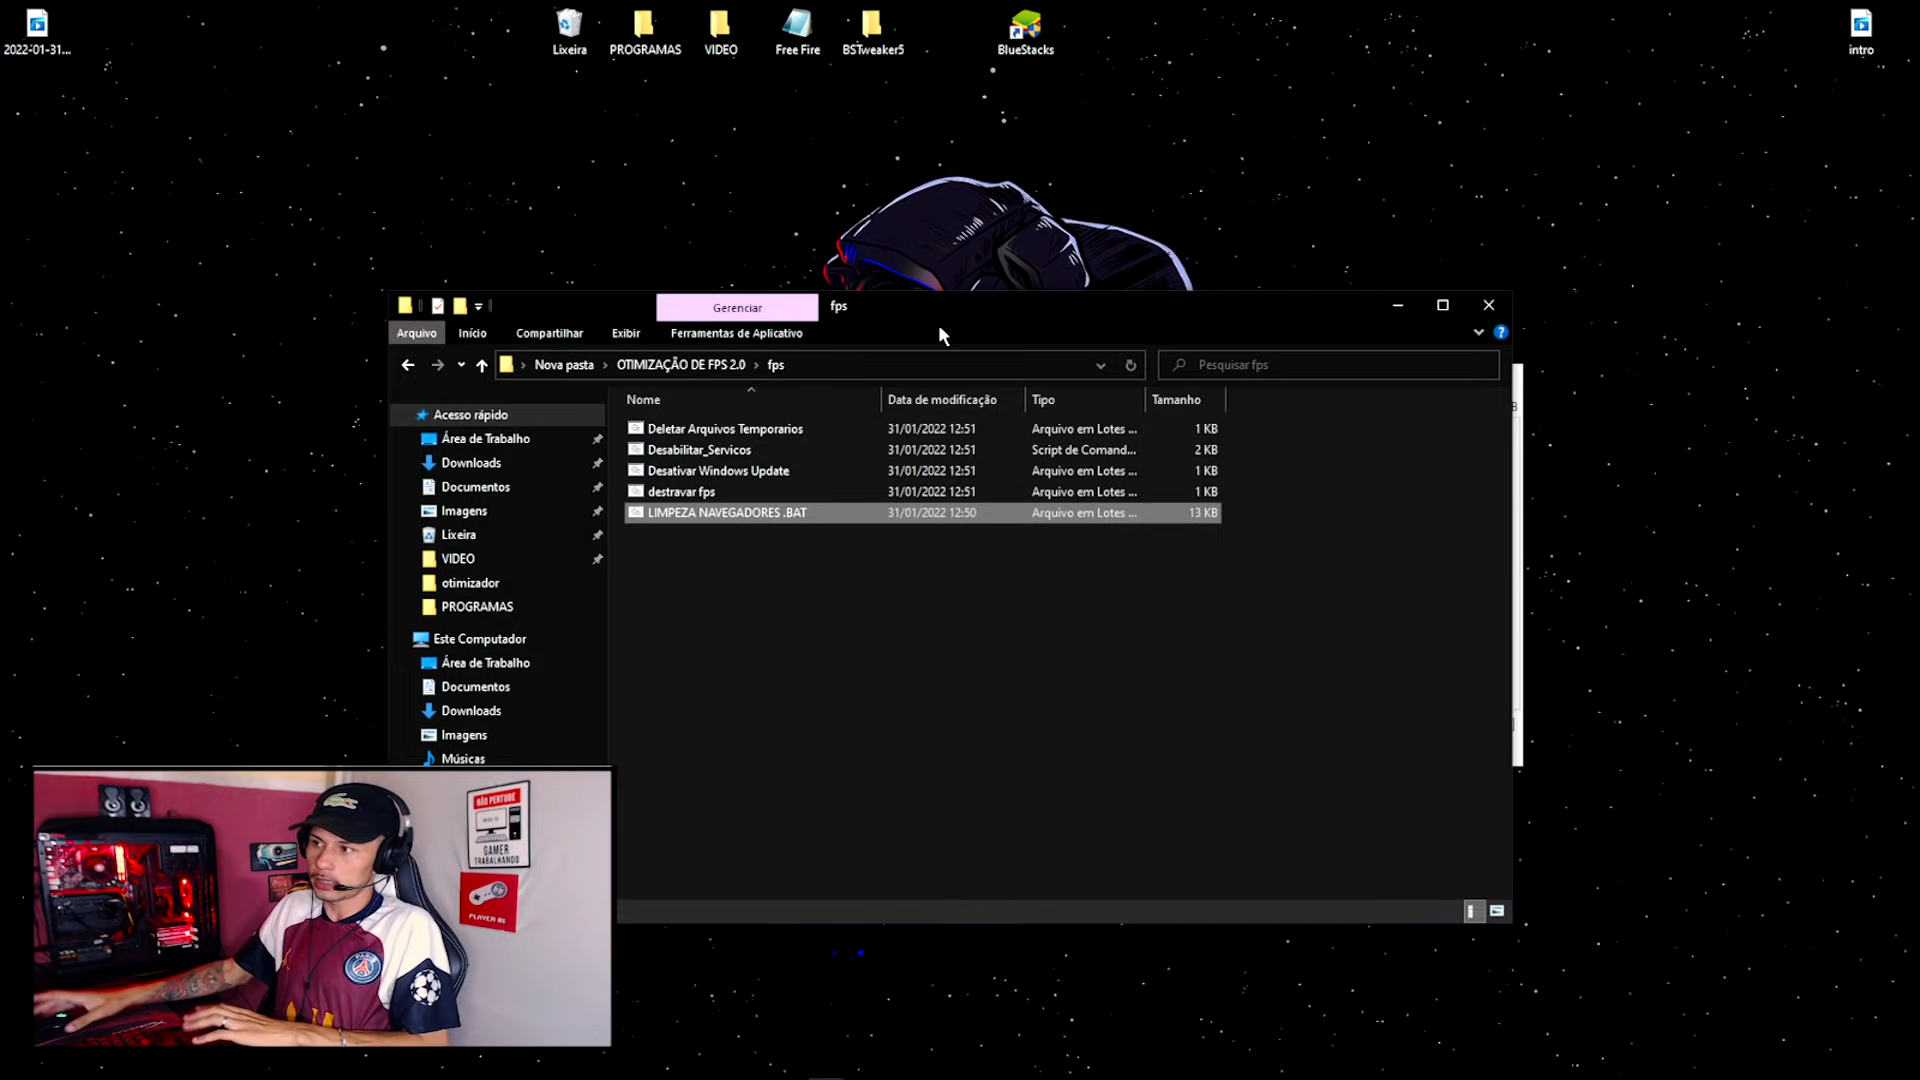 2022-01-31...
Lixeira
PROGRAMAS
VIDEO
Free Fire
BSTweaker5
BlueStacks
intro
Gerenciar
fps
Arquivo
Início
Compartilhar
Exibir
Ferramentas de Aplicativo
Nova pasta
OTIMIZAÇÃO DE FPS 2.0
fps
Pesquisar fps
Nome
Data de modificação
Tipo
Tamanho
Deletar Arquivos Temporarios 31/01/2022 12:51 Arquivo em Lotes ... 1 KB
Desabilitar_Servicos 31/01/2022 12:51 Script de Comand... 2 KB
Desativar Windows Update 31/01/2022 12:51 Arquivo em Lotes ... 1 KB
destravar fps 31/01/2022 12:51 Arquivo em Lotes ... 1 KB
LIMPEZA NAVEGADORES .BAT 31/01/2022 12:50 Arquivo em Lotes ... 13 KB
Acesso rápido
Área de Trabalho
Downloads
Documentos
Imagens
Lixeira
VIDEO
otimizador
PROGRAMAS
Este Computador
Área de Trabalho
Documentos
Downloads
Imagens
Músicas
NÃO PERTUBE
GAMER
TRABALHANDO
PLAYER 01
PARIS